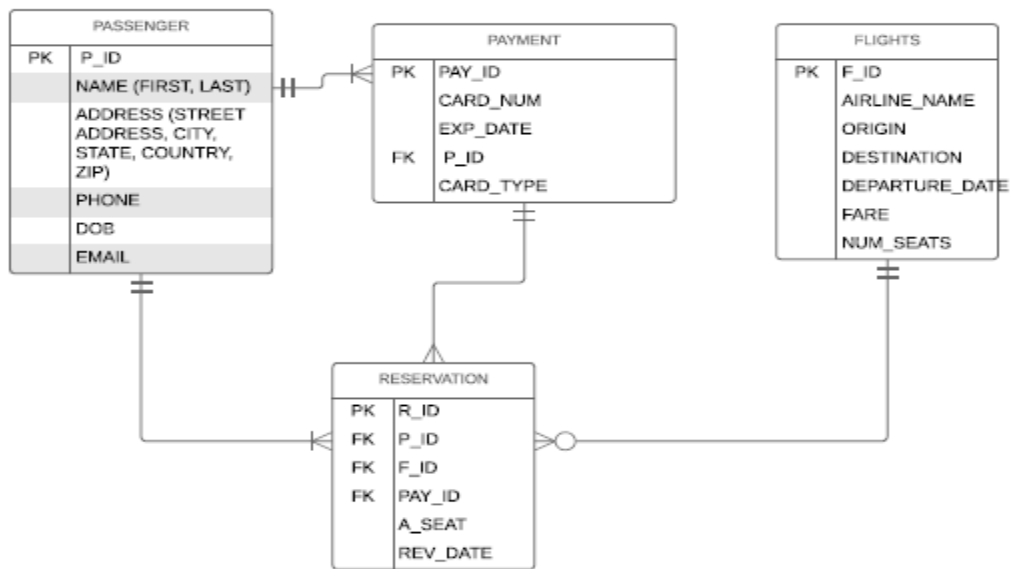 PASSENGER
PK P_ID
NAME (FIRST, LAST)
ADDRESS (STREET
ADDRESS, CITY,
STATE, COUNTRY,
ZIP)
PHONE
DOB
EMAIL
PAYMENT
PK PAY_ID
CARD_NUM
EXP_DATE
FK P_ID
CARD_TYPE
FLIGHTS
PK F_ID
AIRLINE_NAME
ORIGIN
DESTINATION
DEPARTURE_DATE
FARE
NUM_SEATS
RESERVATION
PK R_ID
FK P_ID
FK F_ID
FK PAY_ID
A_SEAT
REV_DATE